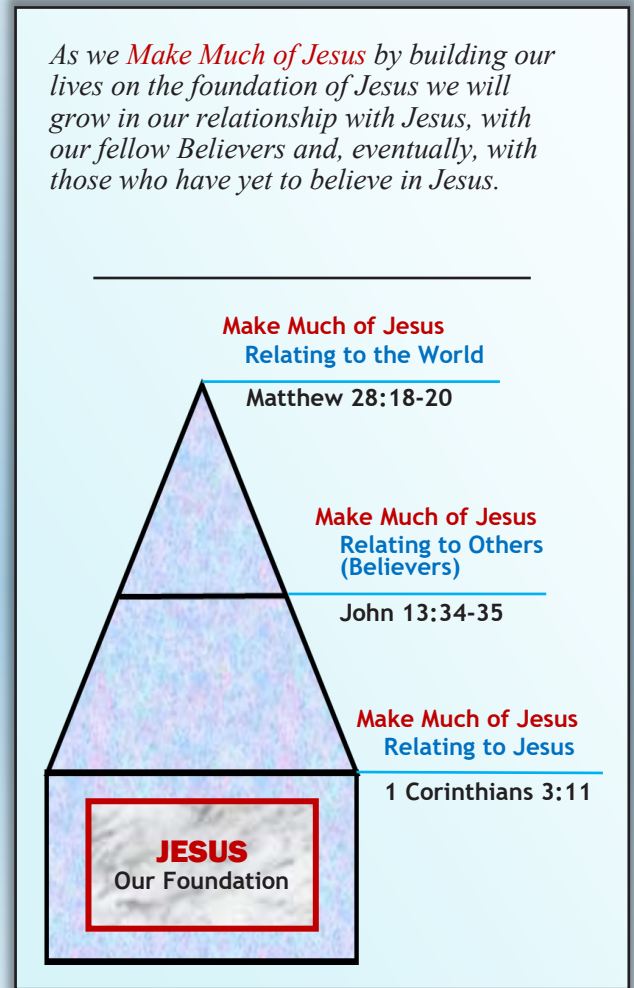 As we Make Much of Jesus by building our
lives on the foundation of Jesus we will
grow in our relationship with Jesus, with
our fellow Believers and, eventually, with
those who have yet to believe in Jesus.
Make Much of Jesus
Relating to the World
Matthew 28:18-20
Make Much of Jesus
Relating to Others
(Believers)
John 13:34-35
Make Much of Jesus
Relating to Jesus
1 Corinthians 3:11
JESUS
Our Foundation